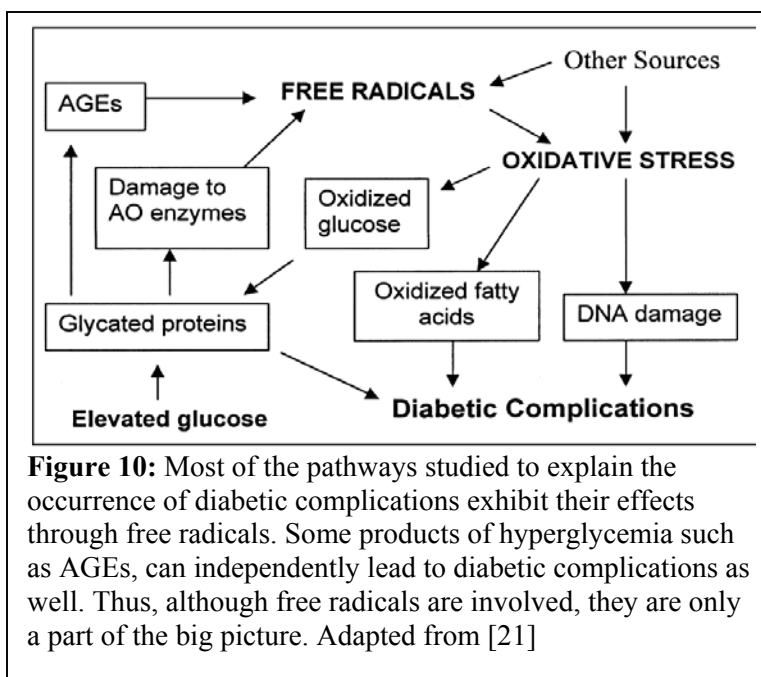 Other Sources
AGEs
FREE RADICALS
OXIDATIVE STRESS
Damage to
AO enzymes
Oxidized
glucose
Oxidized fatty
acids
DNA damage
Glycated proteins
Elevated glucose
Diabetic Complications
Figure 10: Most of the pathways studied to explain the
occurrence of diabetic complications exhibit their effects
through free radicals. Some products of hyperglycemia such
as AGEs, can independently lead to diabetic complications as
well. Thus, although free radicals are involved, they are only
a part of the big picture. Adapted from [21]